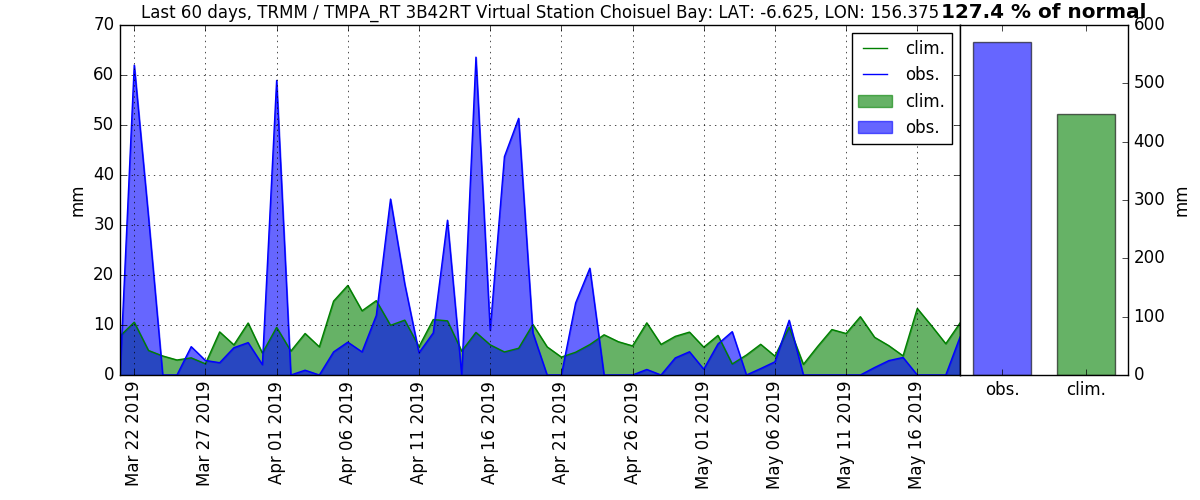 Last 60 days, TRMM / TMPA_RT 3B42RT Virtual Station Choisuel Bay: LAT: -6.625, LON: 156.375
127.4 % of normal
70
60
50
40
30
20
10
0
mm
clim.
obs.
clim.
obs.
Mar 22 2019
Mar 27 2019
Apr 01 2019
Apr 06 2019
Apr 11 2019
Apr 16 2019
Apr 21 2019
Apr 26 2019
May 01 2019
May 06 2019
May 11 2019
May 16 2019
600
500
400
300
200
100
0
mm
obs.
clim.